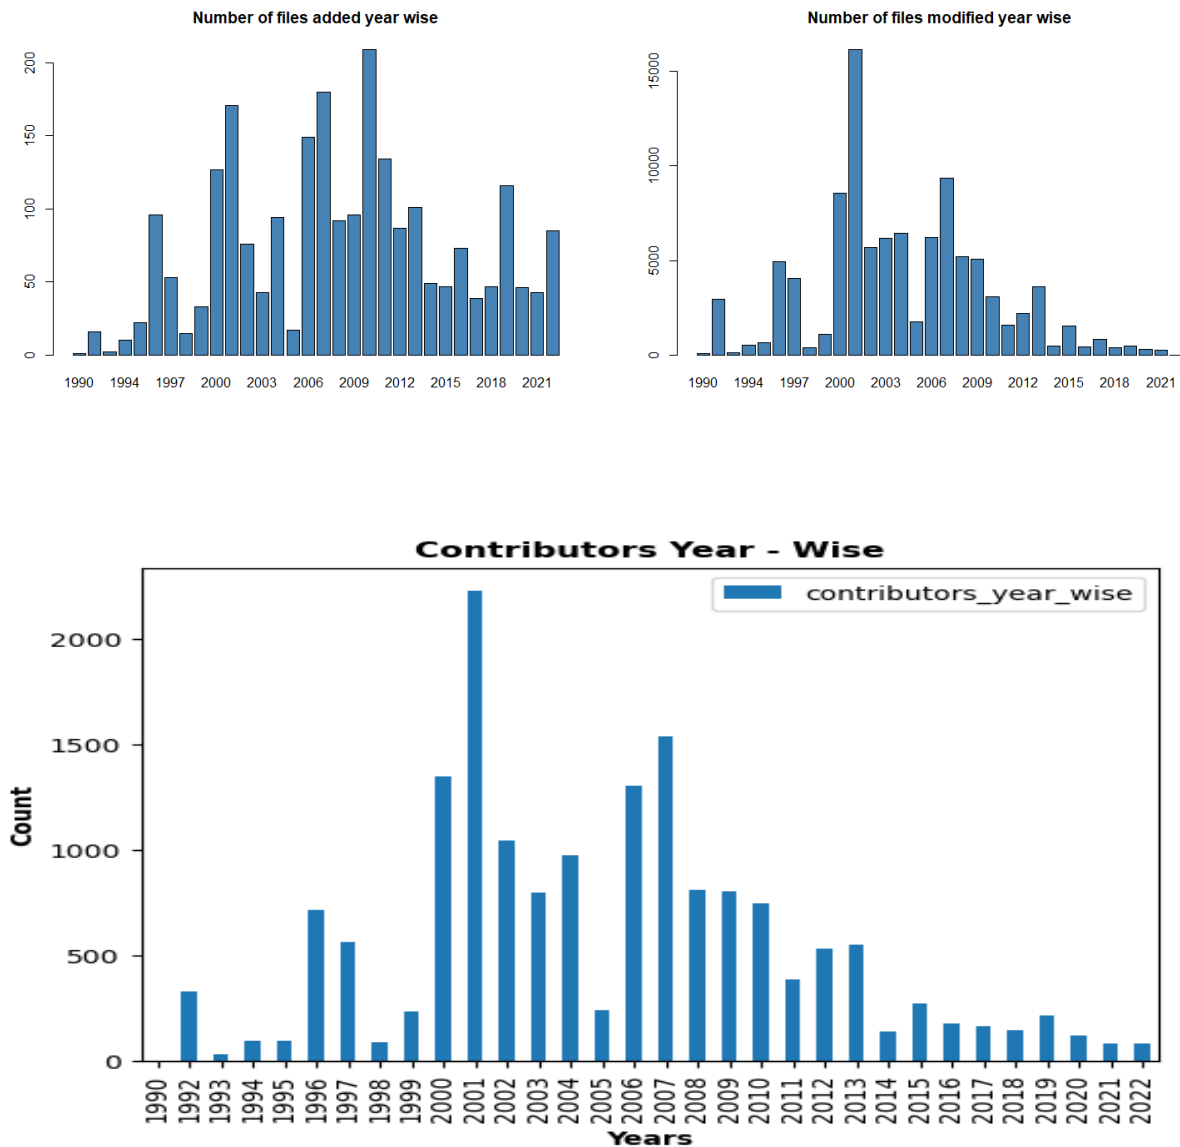 Number of files added year wise
200
150
100
50
0
1990 1994 1997 2000 2003 2006 2009 2012 2015 2018 2021
Number of files modified year wise
15000
10000
5000
0
1990 1994 1997 2000 2003 2006 2009 2012 2015 2018 2021
Contributors Year - Wise
contributors_year_wise
2000
1500
1000
500
0
Count
1990 1992 1993 1994 1995 1996 1997 1998 1999 2000 2001 2002 2003 2004 2005 2006 2007 2008 2009 2010 2011 2012 2013 2014 2015 2016 2017 2018 2019 2020 2021 2022
Years